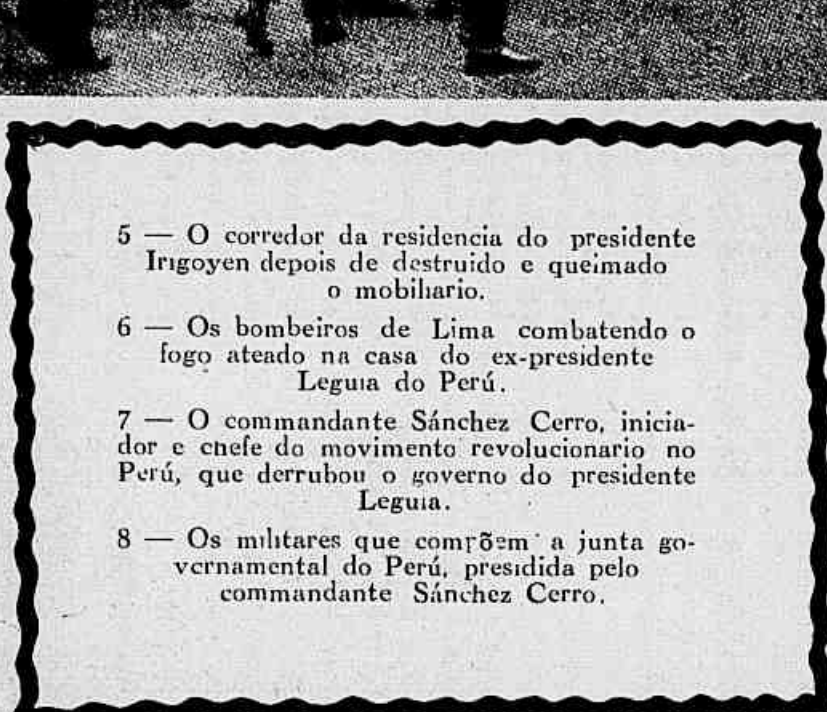 5 — O corredor da residencia do presidente
Irigoyen depois de destruido e queimado
o mobiliario.
6 — Os bombeiros de Lima combatendo o
fogo ateado na casa do ex-presidente
Leguia do Perú.
7 — O commandante Sánchez Cerro, inicia-
dor e chefe do movimento revolucionario no
Perú, que derrubou o governo do presidente
Leguia.
8 — Os militares que compõem a junta go-
vernamental do Perú, presidida pelo
commandante Sánchez Cerro.